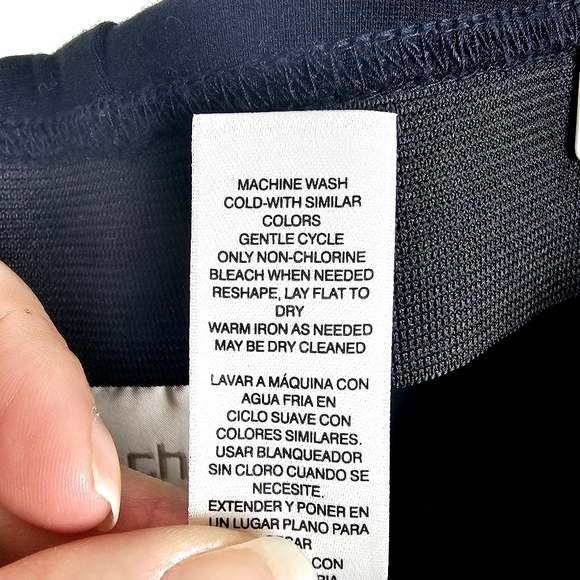 MACHINE WASH
COLD-WITH SIMILAR
COLORS
GENTLE CYCLE
ONLY NON-CHLORINE
BLEACH WHEN NEEDED
RESHAPE, LAY FLAT TO
DRY
WARM IRON AS NEEDED
MAY BE DRY CLEANED
LAVAR A MÁQUINA CON
AGUA FRIA EN
CICLO SUAVE CON
COLORES SIMILARES.
USAR BLANQUEADOR
SIN CLORO CUANDO SE
NECESITE.
EXTENDER Y PONER EN
UN LUGAR PLANO PARA
CON
ch